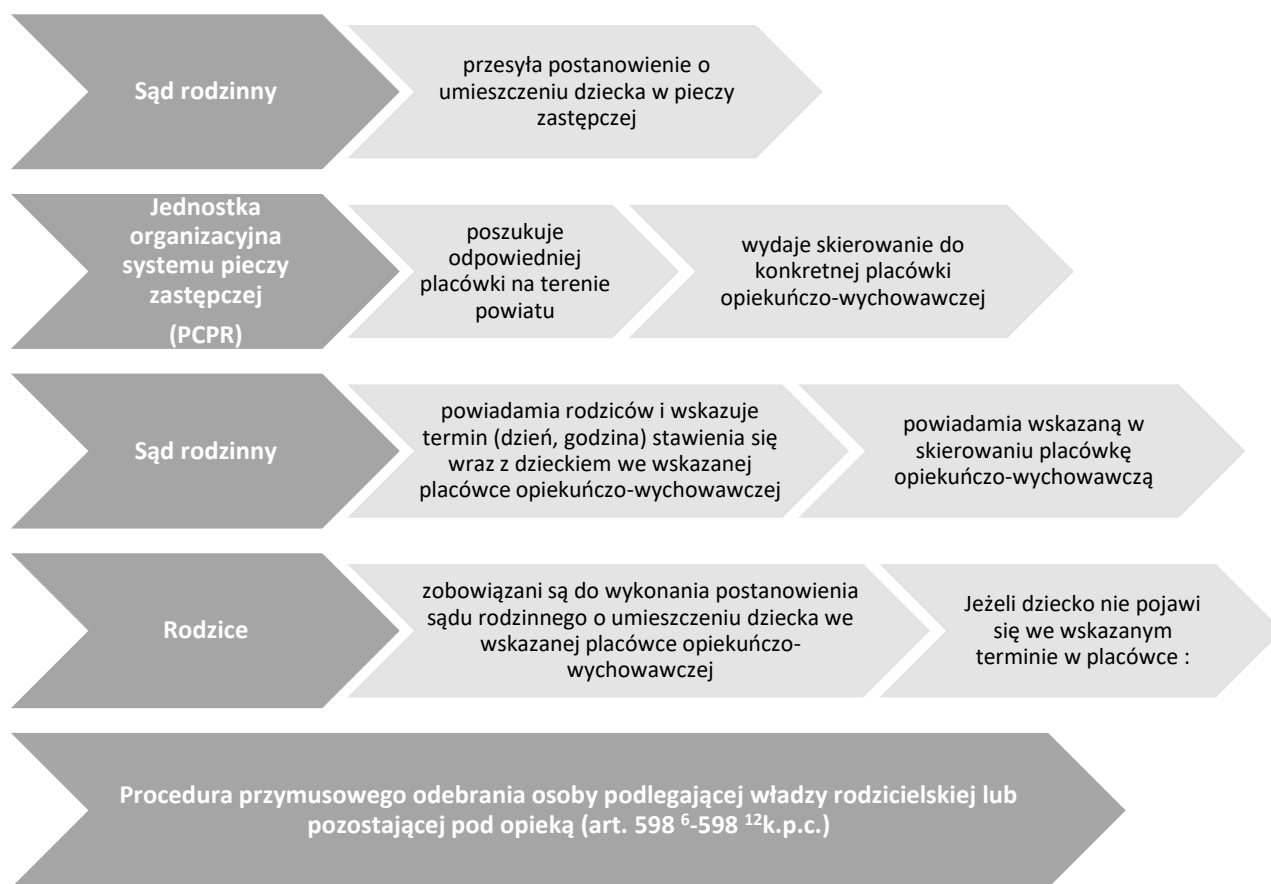 Sąd rodzinny
przesyła postanowienie o
umieszczeniu dziecka w pieczy
zastępczej
Jednostka
organizacyjna
systemu pieczy
zastępczej
(PCPR)
poszukuje
odpowiedniej
placówki na terenie
powiatu
wydaje skierowanie do
konkretnej placówki
opiekuńczo-wychowawczej
Sąd rodzinny
powiadamia rodziców i wskazuje
termin (dzień, godzina) stawienia się
wraz z dzieckiem we wskazanej
placówce opiekuńczo-wychowawczej
powiadamia wskazaną w
skierowaniu placówkę
opiekuńczo-wychowawczą
Rodzice
zobowiązani są do wykonania postanowienia
sądu rodzinnego o umieszczeniu dziecka we
wskazanej placówce opiekuńczo-
wychowawczej
Jeżeli dziecko nie pojawi
się we wskazanym
terminie w placówce :
Procedura przymusowego odebrania osoby podlegającej władzy rodzicielskiej lub
pozostającej pod opieką (art. 598 ⁶-598 ¹²k.p.c.)